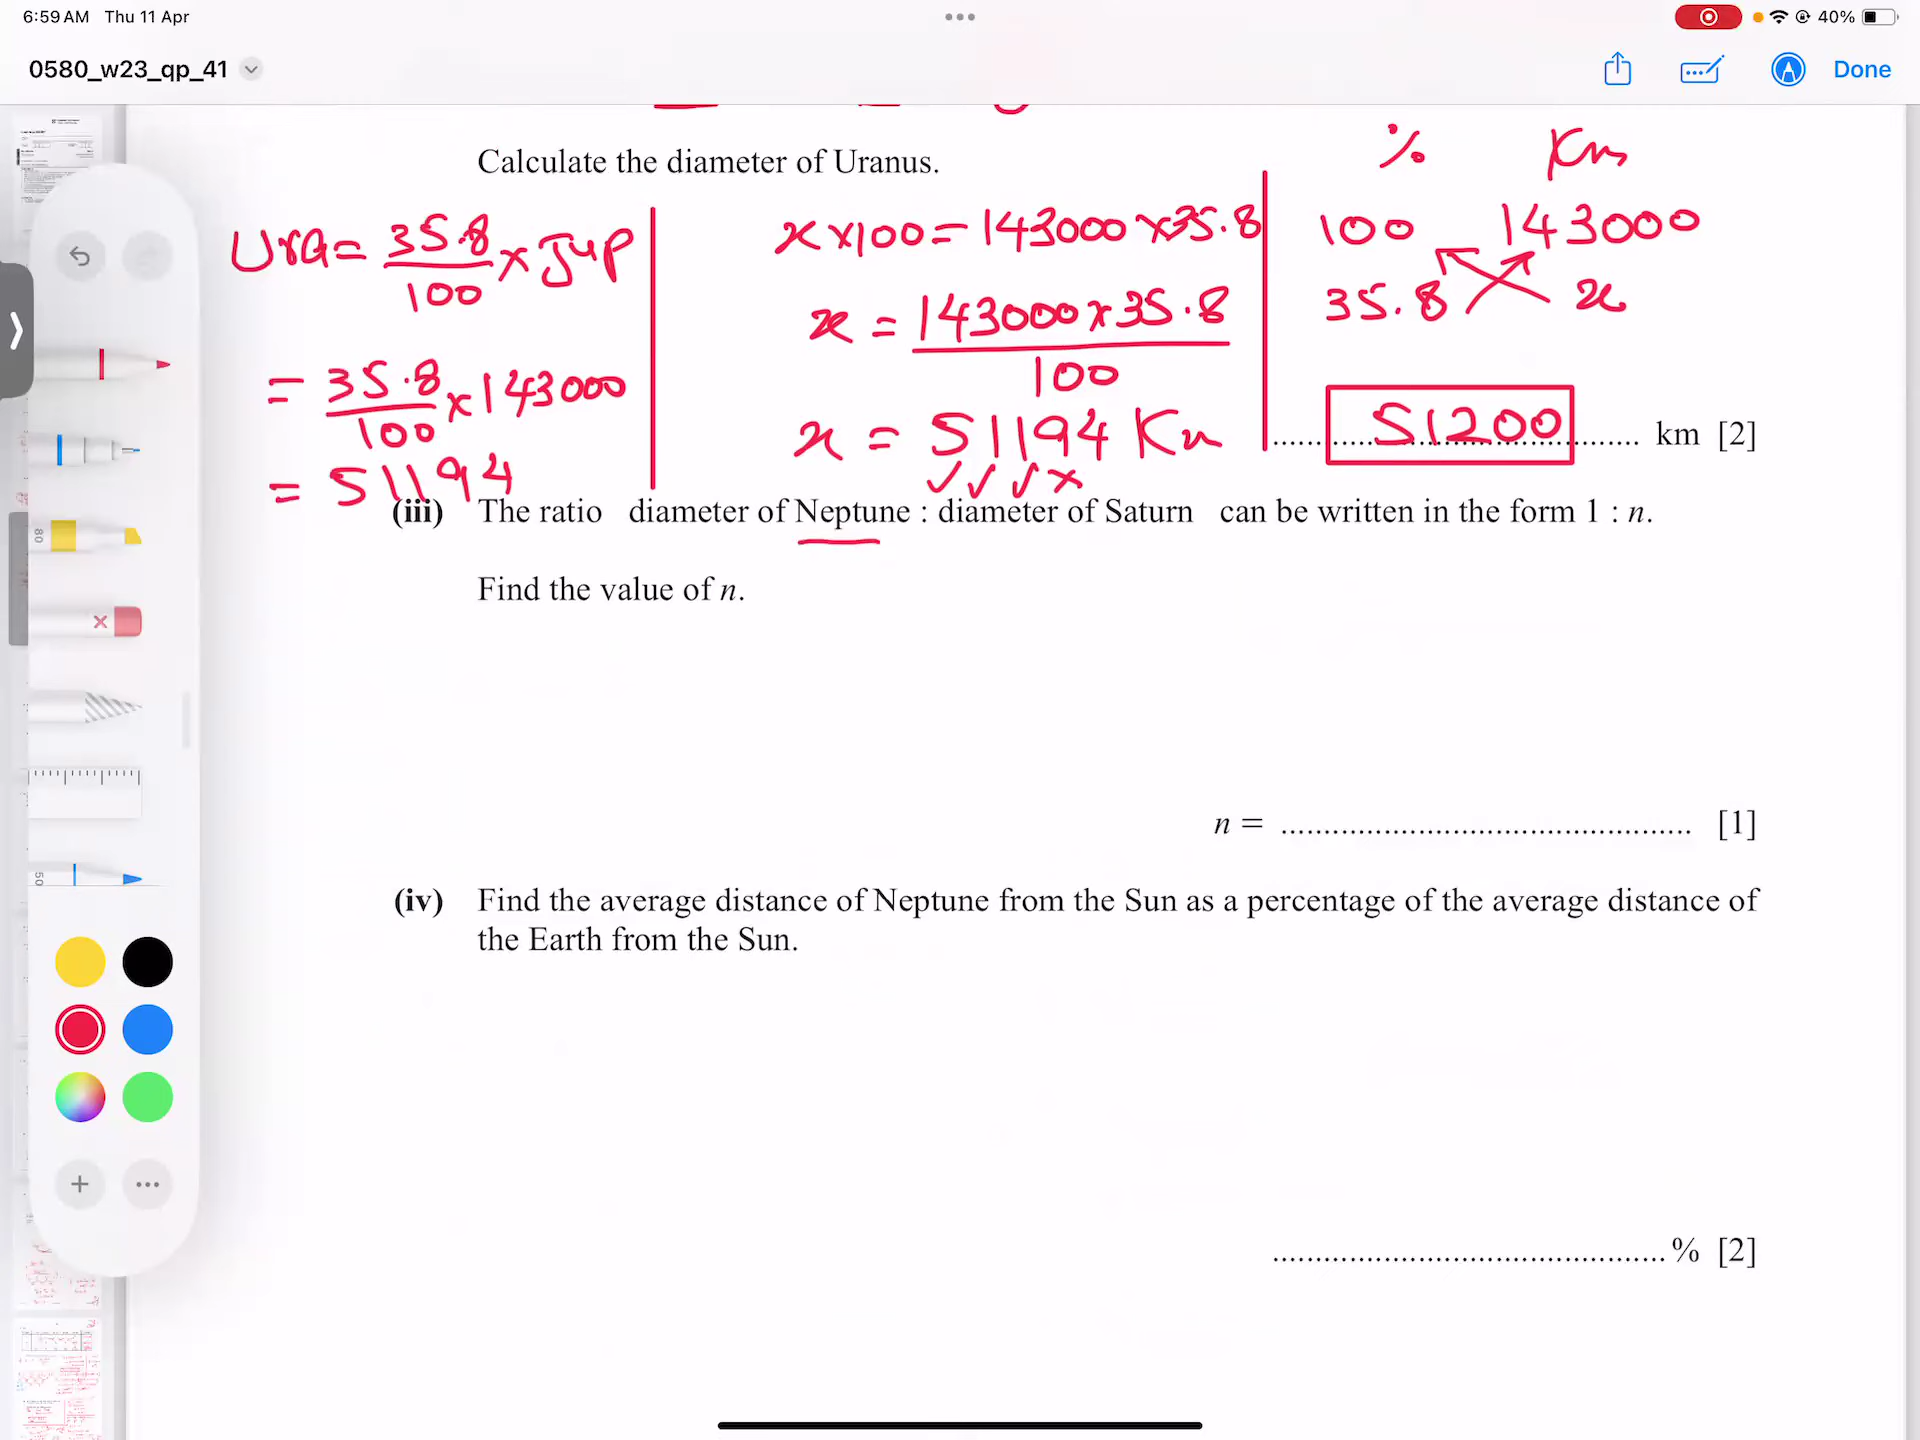 6:59 AM Thu 11 Apr
40%
0580_w23_qp_41
Done
% Km
Calculate the diameter of Uranus.
Ura = 35.8/100 × Jup
= 35.8/100 × 143000
= 51194
x × 100 = 143000 × 35.8
x = 143000 × 35.8 / 100
x = 51194 Km
✓ ✓ ✓ ×
100 143000
35.8 x
51200 km [2]
(iii) The ratio diameter of Neptune : diameter of Saturn can be written in the form 1 : n.
Find the value of n.
n = ................................................ [1]
(iv) Find the average distance of Neptune from the Sun as a percentage of the average distance of
the Earth from the Sun.
.............................................. % [2]
80
50